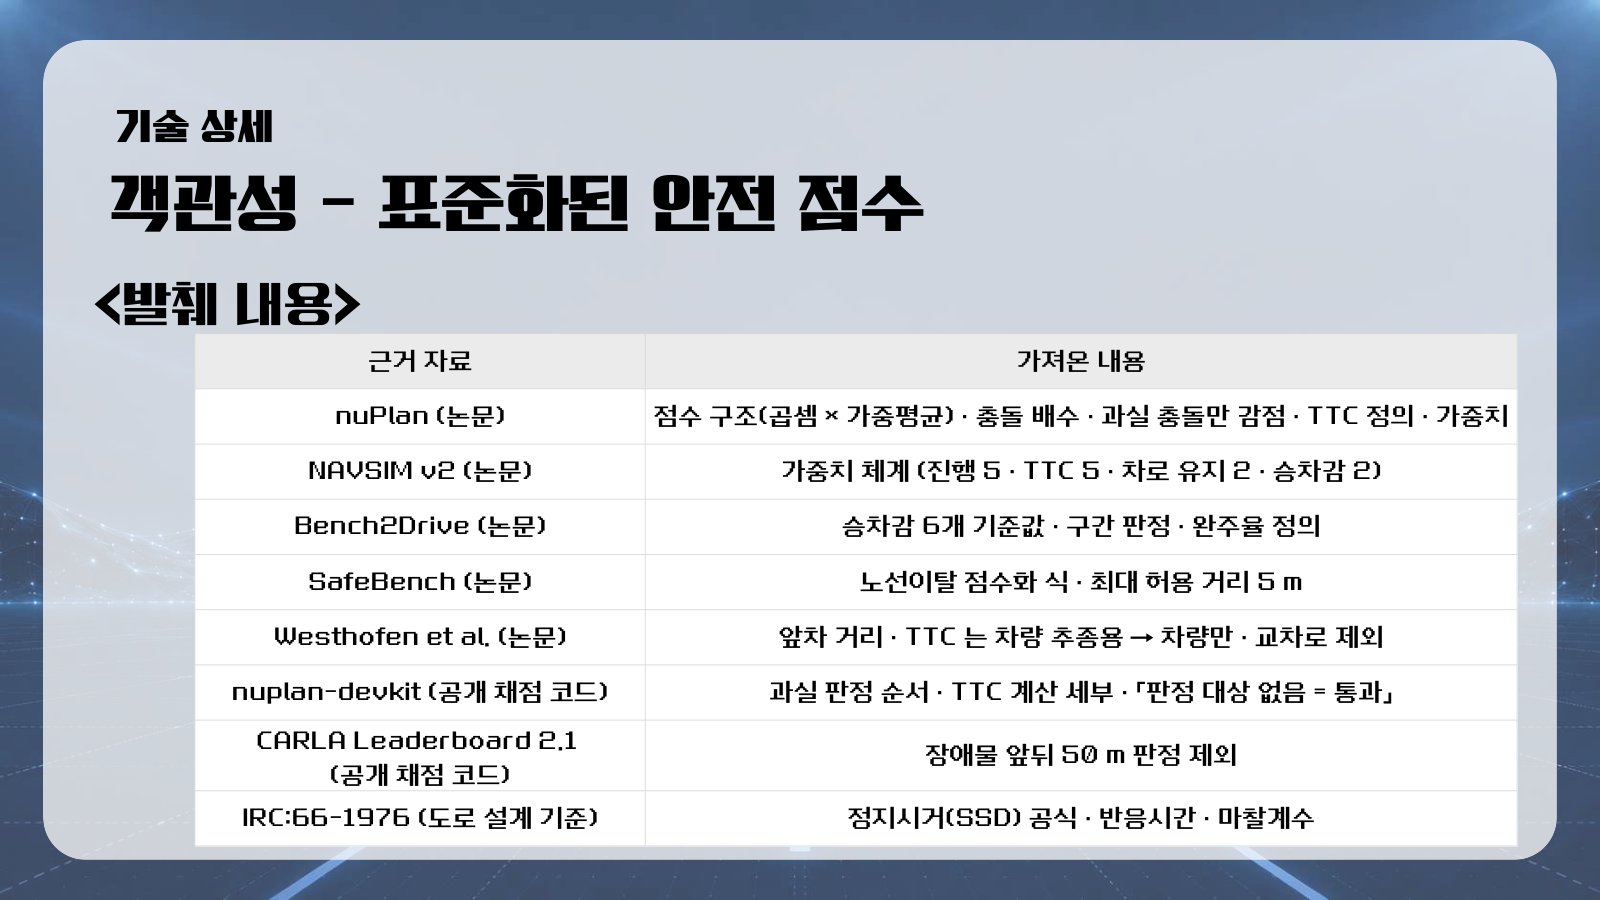 기술 상세
객관성 - 표준화된 안전 점수
<발췌 내용>
근거 자료 가져온 내용
nuPlan (논문) 점수 구조(곱셈 × 가중평균) · 충돌 배수 · 과실 충돌만 감점 · TTC 정의 · 가중치
NAVSIM v2 (논문) 가중치 체계 (진행 5 · TTC 5 · 차로 유지 2 · 승차감 2)
Bench2Drive (논문) 승차감 6개 기준값 · 구간 판정 · 완주율 정의
SafeBench (논문) 노선이탈 점수화 식 · 최대 허용 거리 5 m
Westhofen et al. (논문) 앞차 거리 · TTC 는 차량 추종용 → 차량만 · 교차로 제외
nuplan-devkit (공개 채점 코드) 과실 판정 순서 · TTC 계산 세부 · 「판정 대상 없음 = 통과」
CARLA Leaderboard 2.1
(공개 채점 코드) 장애물 앞뒤 50 m 판정 제외
IRC:66-1976 (도로 설계 기준) 정지시거(SSD) 공식 · 반응시간 · 마찰계수